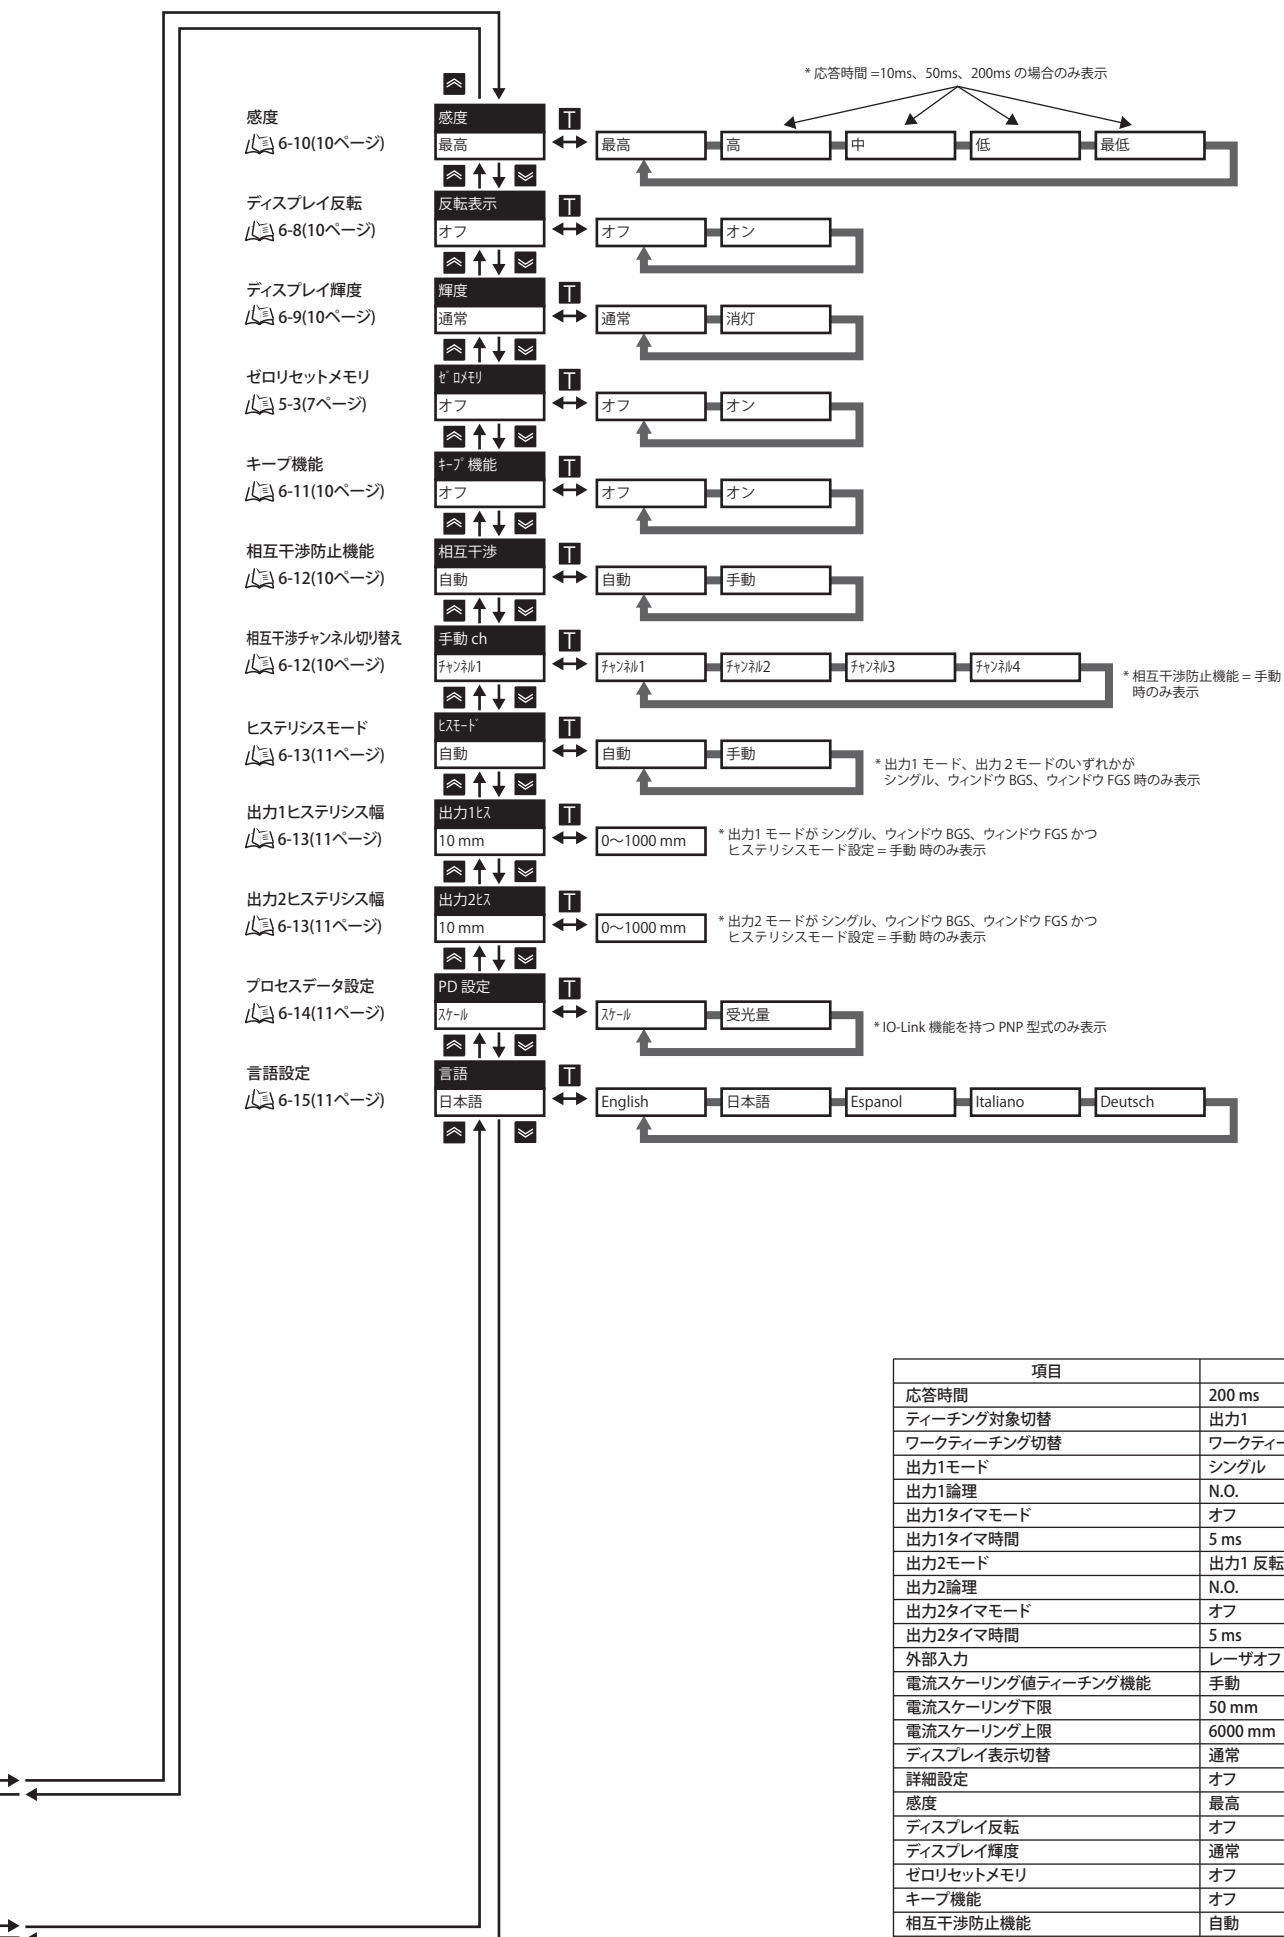 * 応答時間 =10ms、50ms、200ms の場合のみ表示
感度
6-10(10ページ)
感度
最高
T
最高
高
中
低
最低
ディスプレイ反転
6-8(10ページ)
反転表示
オフ
T
オフ
オン
ディスプレイ輝度
6-9(10ページ)
輝度
通常
T
通常
消灯
ゼロリセットメモリ
5-3(7ページ)
ｾﾞﾛﾒﾓﾘ
オフ
T
オフ
オン
キープ機能
6-11(10ページ)
ｷｰﾌﾟ機能
オフ
T
オフ
オン
相互干渉防止機能
6-12(10ページ)
相互干渉
自動
T
自動
手動
相互干渉チャンネル切り替え
6-12(10ページ)
手動 ch
ﾁｬﾝﾈﾙ1
T
ﾁｬﾝﾈﾙ1
ﾁｬﾝﾈﾙ2
ﾁｬﾝﾈﾙ3
ﾁｬﾝﾈﾙ4
* 相互干渉防止機能 = 手動
時のみ表示
ヒステリシスモード
6-13(11ページ)
ﾋｽﾓｰﾄﾞ
自動
T
自動
手動
* 出力1 モード、出力 2 モードのいずれかが
シングル、ウィンドウ BGS、ウィンドウ FGS 時のみ表示
出力1ヒステリシス幅
6-13(11ページ)
出力1ﾋｽ
10 mm
T
0～1000 mm
* 出力1 モードが シングル、ウィンドウ BGS、ウィンドウ FGS かつ
ヒステリシスモード設定 = 手動 時のみ表示
出力2ヒステリシス幅
6-13(11ページ)
出力2ﾋｽ
10 mm
T
0～1000 mm
* 出力2 モードが シングル、ウィンドウ BGS、ウィンドウ FGS かつ
ヒステリシスモード設定 = 手動 時のみ表示
プロセスデータ設定
6-14(11ページ)
PD 設定
ｽｹｰﾙ
T
ｽｹｰﾙ
受光量
* IO-Link 機能を持つ PNP 型式のみ表示
言語設定
6-15(11ページ)
言語
日本語
T
English
日本語
Espanol
Italiano
Deutsch
項目
応答時間 200 ms
ティーチング対象切替 出力1
ワークティーチング切替 ワークティー
出力1モード シングル
出力1論理 N.O.
出力1タイマモード オフ
出力1タイマ時間 5 ms
出力2モード 出力1 反転
出力2論理 N.O.
出力2タイマモード オフ
出力2タイマ時間 5 ms
外部入力 レーザオフ
電流スケーリング値ティーチング機能 手動
電流スケーリング下限 50 mm
電流スケーリング上限 6000 mm
ディスプレイ表示切替 通常
詳細設定 オフ
感度 最高
ディスプレイ反転 オフ
ディスプレイ輝度 通常
ゼロリセットメモリ オフ
キープ機能 オフ
相互干渉防止機能 自動